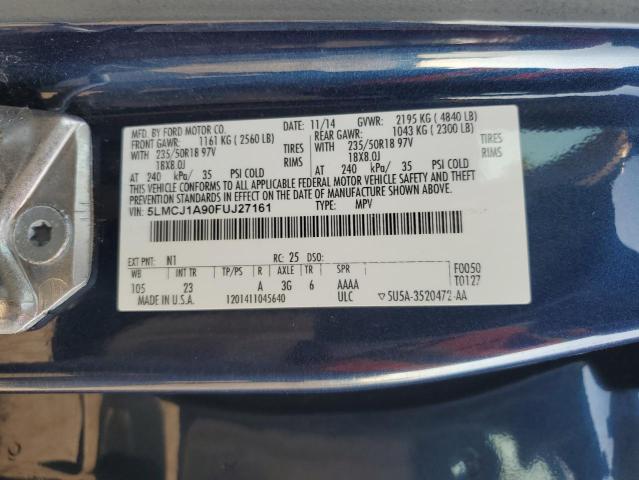 MFD. BY FORD MOTOR CO. DATE: 11/14 GVWR: 2195 KG ( 4840 LB)
FRONT GAWR: 1161 KG ( 2560 LB) REAR GAWR: 1043 KG ( 2300 LB)
WITH TIRES WITH TIRES
235/50R18 97V 235/50R18 97V
18X8.0J RIMS 18X8.0J RIMS
AT 240 kPa/ 35 PSI COLD AT 240 kPa/ 35 PSI COLD
THIS VEHICLE CONFORMS TO ALL APPLICABLE FEDERAL MOTOR VEHICLE SAFETY AND THEFT
PREVENTION STANDARDS IN EFFECT ON THE DATE OF MANUFACTURE SHOWN ABOVE.
VIN: 5LMCJ1A90FUJ27161 TYPE: MPV
EXT PNT: N1 RC: 25 DSO: F0050
WB INT TR TP/PS R AXLE TR SPR T0127
105 23 A 3G 6 AAAA
MADE IN U.S.A. 1201411045640 ULC ▽5U5A-3520472-AA